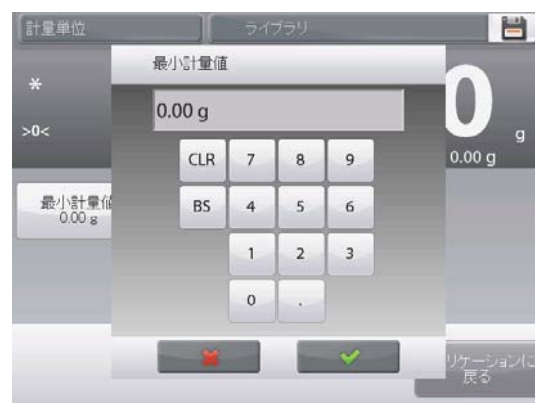 計量単位
ライブラリ
最小計量値
*
>0<
0.00 g
0
g
0.00 g
最小計量値
0.00 g
CLR 7 8 9
BS 4 5 6
1 2 3
0 .
リケーションに
戻る